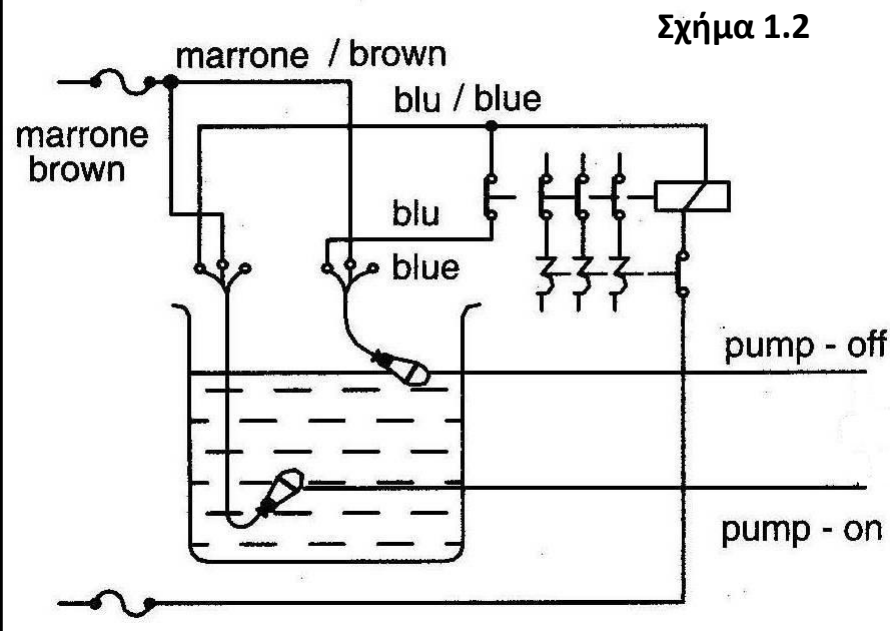 Σχήμα 1.2
marrone / brown
blu / blue
marrone
brown
blu
blue
pump - off
pump - on